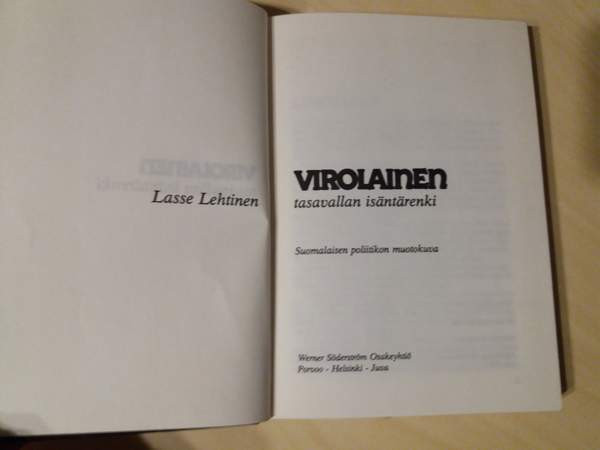 Lasse Lehtinen
VIROLAINEN
tasavallan isäntärenki
Suomalaisen poliitikon muotokuva
Werner Söderström Osakeyhtiö
Porvoo - Helsinki - Juva